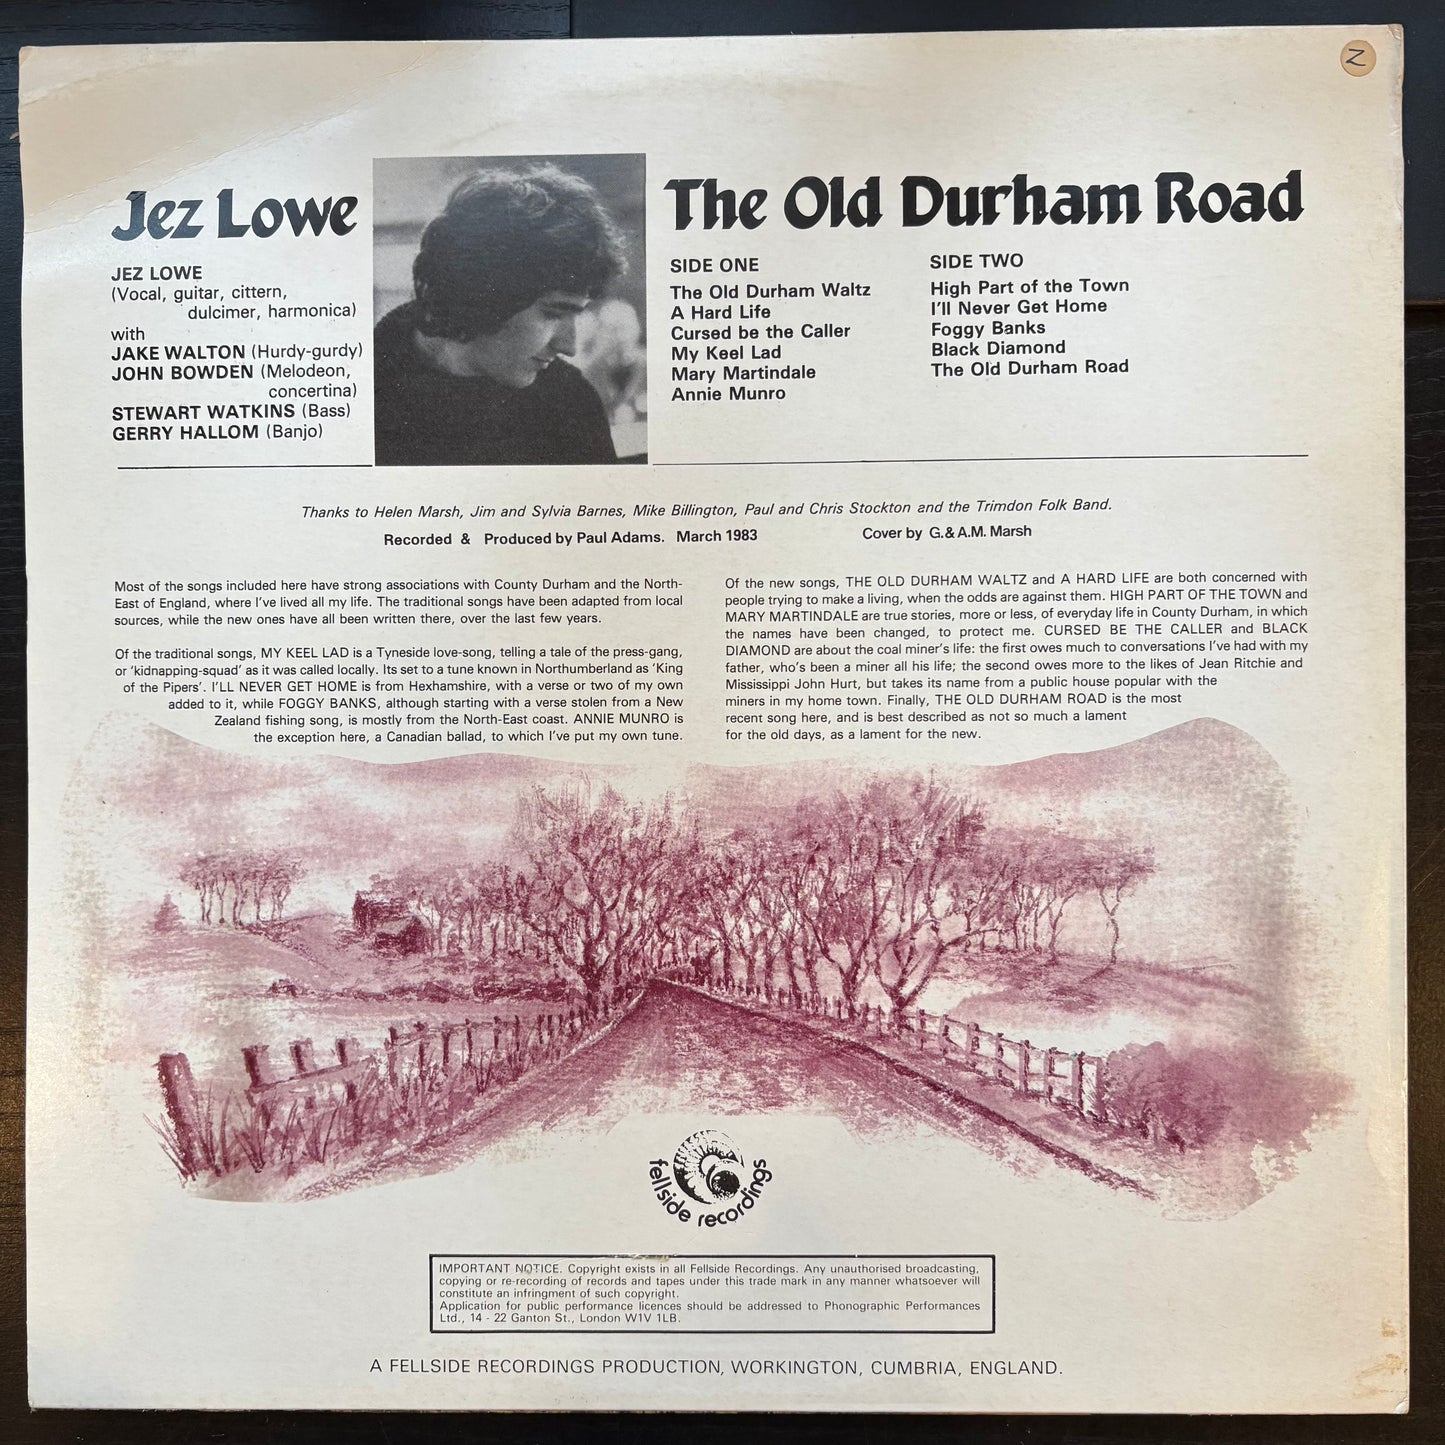 Z
Jez Lowe
JEZ LOWE
(Vocal, guitar, cittern,
dulcimer, harmonica)
with
JAKE WALTON (Hurdy-gurdy)
JOHN BOWDEN (Melodeon,
concertina)
STEWART WATKINS (Bass)
GERRY HALLOM (Banjo)
The Old Durham Road
SIDE ONE
The Old Durham Waltz
A Hard Life
Cursed be the Caller
My Keel Lad
Mary Martindale
Annie Munro
SIDE TWO
High Part of the Town
I'll Never Get Home
Foggy Banks
Black Diamond
The Old Durham Road
Thanks to Helen Marsh, Jim and Sylvia Barnes, Mike Billington, Paul and Chris Stockton and the Trimdon Folk Band.
Recorded & Produced by Paul Adams. March 1983
Cover by G.& A.M. Marsh
Most of the songs included here have strong associations with County Durham and the North-
East of England, where I've lived all my life. The traditional songs have been adapted from local
sources, while the new ones have all been written there, over the last few years.
Of the traditional songs, MY KEEL LAD is a Tyneside love-song, telling a tale of the press-gang,
or 'kidnapping-squad' as it was called locally. Its set to a tune known in Northumberland as 'King
of the Pipers'. I'LL NEVER GET HOME is from Hexhamshire, with a verse or two of my own
added to it, while FOGGY BANKS, although starting with a verse stolen from a New
Zealand fishing song, is mostly from the North-East coast. ANNIE MUNRO is
the exception here, a Canadian ballad, to which I've put my own tune.
Of the new songs, THE OLD DURHAM WALTZ and A HARD LIFE are both concerned with
people trying to make a living, when the odds are against them. HIGH PART OF THE TOWN and
MARY MARTINDALE are true stories, more or less, of everyday life in County Durham, in which
the names have been changed, to protect me. CURSED BE THE CALLER and BLACK
DIAMOND are about the coal miner's life: the first owes much to conversations I've had with my
father, who's been a miner all his life; the second owes more to the likes of Jean Ritchie and
Mississippi John Hurt, but takes its name from a public house popular with the
miners in my home town. Finally, THE OLD DURHAM ROAD is the most
recent song here, and is best described as not so much a lament
for the old days, as a lament for the new.
fellside recordings
IMPORTANT NOTICE. Copyright exists in all Fellside Recordings. Any unauthorised broadcasting,
copying or re-recording of records and tapes under this trade mark in any manner whatsoever will
constitute an infringment of such copyright.
Application for public performance licences should be addressed to Phonographic Performances
Ltd., 14 - 22 Ganton St., London W1V 1LB.
A FELLSIDE RECORDINGS PRODUCTION, WORKINGTON, CUMBRIA, ENGLAND.